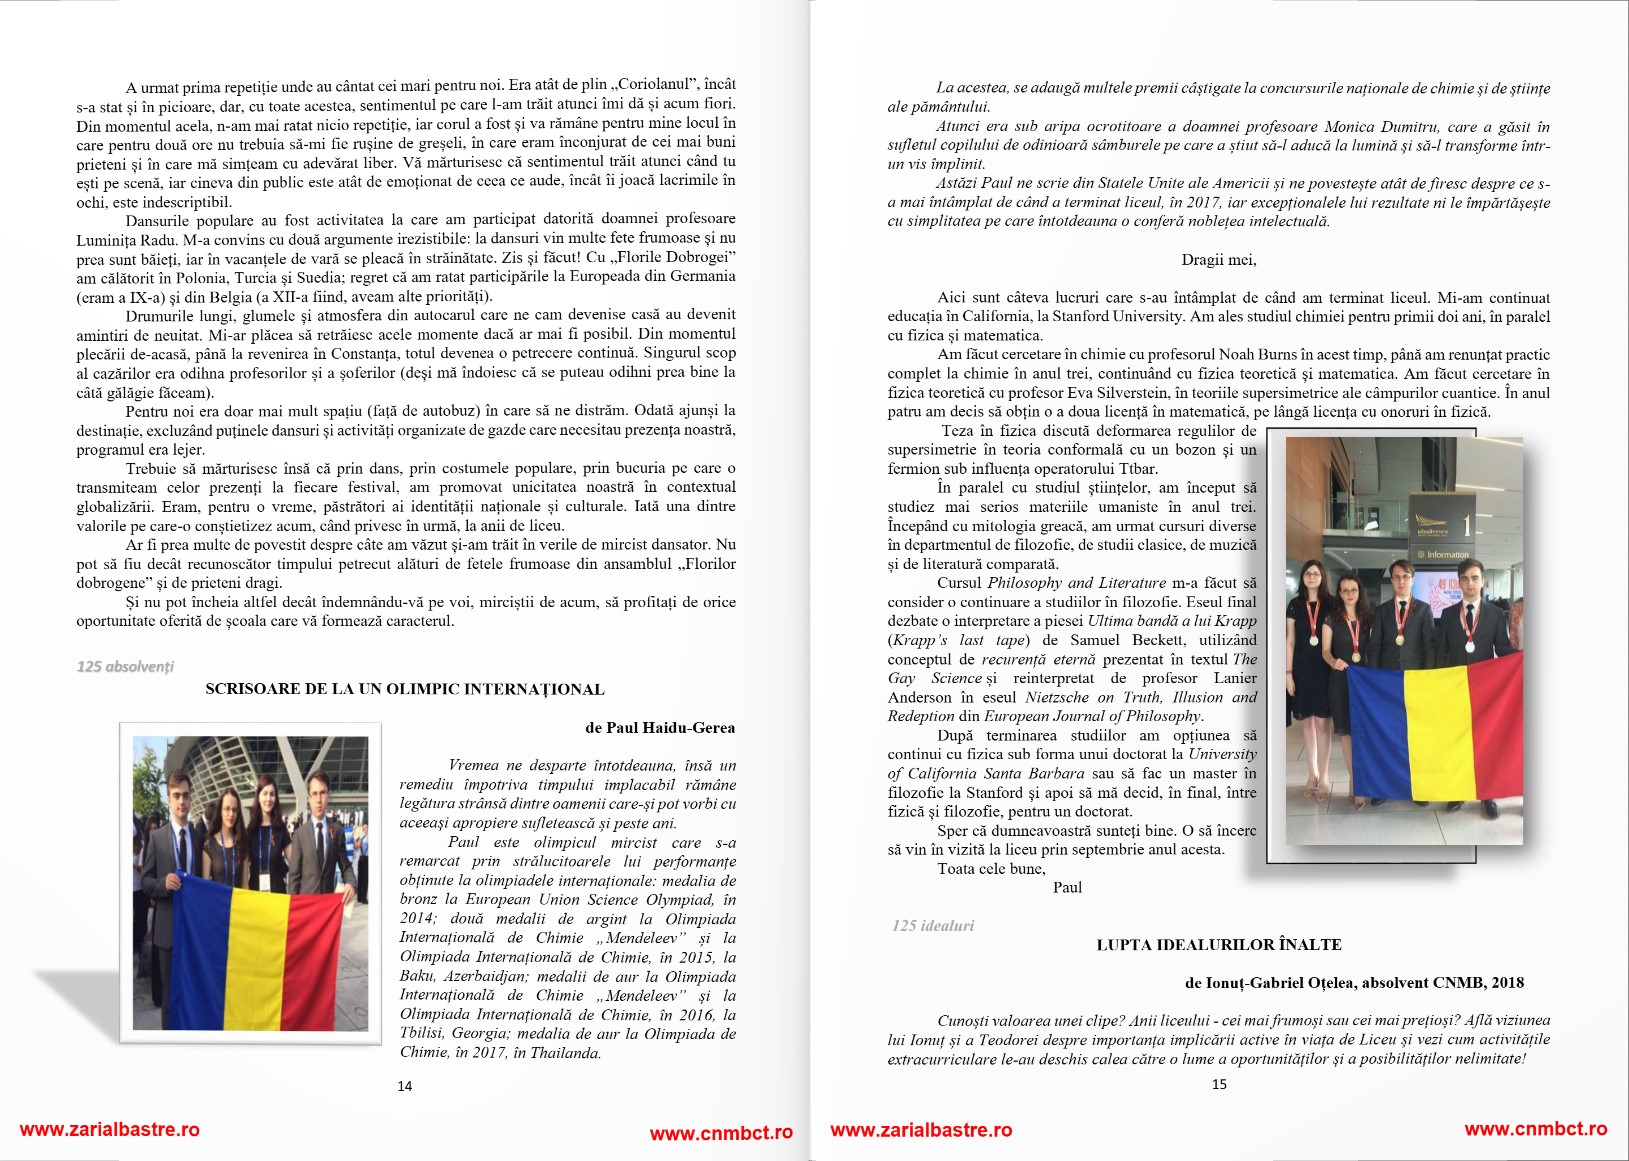 A urmat prima repetiție unde au cântat cei mari pentru noi. Era atât de plin „Coriolanul”, încât
s-a stat și în picioare, dar, cu toate acestea, sentimentul pe care l-am trăit atunci îmi dă și acum fiori.
Din momentul acela, n-am mai ratat nicio repetiție, iar corul a fost și va rămâne pentru mine locul în
care pentru două ore nu trebuia să-mi fie rușine de greșeli, în care eram înconjurat de cei mai buni
prieteni și în care mă simțeam cu adevărat liber. Vă mărturisesc că sentimentul trăit atunci când tu
ești pe scenă, iar cineva din public este atât de emoționat de ceea ce aude, încât îi joacă lacrimile în
ochi, este indescriptibil.
Dansurile populare au fost activitatea la care am participat datorită doamnei profesoare
Luminița Radu. M-a convins cu două argumente irezistibile: la dansuri vin multe fete frumoase și nu
prea sunt băieți, iar în vacanțele de vară se pleacă în străinătate. Zis și făcut! Cu „Florile Dobrogei”
am călătorit în Polonia, Turcia și Suedia; regret că am ratat participările la Europeada din Germania
(eram a IX-a) și din Belgia (a XII-a fiind, aveam alte priorități).
Drumurile lungi, glumele și atmosfera din autocarul care ne cam devenise casă au devenit
amintiri de neuitat. Mi-ar plăcea să retrăiesc acele momente dacă ar mai fi posibil. Din momentul
plecării de-acasă, până la revenirea în Constanța, totul devenea o petrecere continuă. Singurul scop
al cazărilor era odihna profesorilor și a șoferilor (deși mă îndoiesc că se puteau odihni prea bine la
câtă gălăgie făceam).
Pentru noi era doar mai mult spațiu (față de autobuz) în care să ne distrăm. Odată ajunși la
destinație, excluzând puținele dansuri și activități organizate de gazde care necesitau prezența noastră,
programul era lejer.
Trebuie să mărturisesc însă că prin dans, prin costumele populare, prin bucuria pe care o
transmiteam celor prezenți la fiecare festival, am promovat unicitatea noastră în contextual
globalizării. Eram, pentru o vreme, păstrători ai identității naționale și culturale. Iată una dintre
valorile pe care-o conștietizez acum, când privesc în urmă, la anii de liceu.
Ar fi prea multe de povestit despre câte am văzut și-am trăit în verile de mircist dansator. Nu
pot să fiu decât recunoscător timpului petrecut alături de fetele frumoase din ansamblul „Florilor
dobrogene” și de prieteni dragi.
Și nu pot încheia altfel decât îndemnându-vă pe voi, mirciștii de acum, să profitați de orice
oportunitate oferită de școala care vă formează caracterul.
125 absolvenți
SCRISOARE DE LA UN OLIMPIC INTERNAȚIONAL
de Paul Haidu-Gerea
Vremea ne desparte întotdeauna, însă un
remediu împotriva timpului implacabil rămâne
legătura strânsă dintre oamenii care-și pot vorbi cu
aceeași apropiere sufletească și peste ani.
Paul este olimpicul mircist care s-a
remarcat prin strălucitoarele lui performanțe
obținute la olimpiadele internaționale: medalia de
bronz la European Union Science Olympiad, în
2014; două medalii de argint la Olimpiada
Internațională de Chimie „Mendeleev” și la
Olimpiada Internațională de Chimie, în 2015, la
Baku, Azerbaidjan; medalii de aur la Olimpiada
Internațională de Chimie „Mendeleev” și la
Olimpiada Internațională de Chimie, în 2016, la
Tbilisi, Georgia; medalia de aur la Olimpiada de
Chimie, în 2017, în Thailanda.
14
www.zarialbastre.ro
www.cnmbct.ro
La acestea, se adaugă multele premii câștigate la concursurile naționale de chimie și de științe
ale pământului.
Atunci era sub aripa ocrotitoare a doamnei profesoare Monica Dumitru, care a găsit în
sufletul copilului de odinioară sâmburele pe care a știut să-l aducă la lumină și să-l transforme într-
un vis împlinit.
Astăzi Paul ne scrie din Statele Unite ale Americii și ne povestește atât de firesc despre ce s-
a mai întâmplat de când a terminat liceul, în 2017, iar excepționalele lui rezultate ni le împărtășește
cu simplitatea pe care întotdeauna o conferă noblețea intelectuală.
Dragii mei,
Aici sunt câteva lucruri care s-au întâmplat de când am terminat liceul. Mi-am continuat
educația în California, la Stanford University. Am ales studiul chimiei pentru primii doi ani, în paralel
cu fizica și matematica.
Am făcut cercetare în chimie cu profesorul Noah Burns în acest timp, până am renunțat practic
complet la chimie în anul trei, continuând cu fizica teoretică și matematica. Am făcut cercetare în
fizica teoretică cu profesor Eva Silverstein, în teoriile supersimetrice ale câmpurilor cuantice. În anul
patru am decis să obțin o a doua licență în matematică, pe lângă licența cu onoruri în fizică.
Teza în fizica discută deformarea regulilor de
supersimetrie în teoria conformală cu un bozon și un
fermion sub influența operatorului Ttbar.
În paralel cu studiul științelor, am început să
studiez mai serios materiile umaniste în anul trei.
Începând cu mitologia greacă, am urmat cursuri diverse
în departmentul de filozofie, de studii clasice, de muzică
și de literatură comparată.
Cursul Philosophy and Literature m-a făcut să
consider o continuare a studiilor în filozofie. Eseul final
dezbate o interpretare a piesei Ultima bandă a lui Krapp
(Krapp’s last tape) de Samuel Beckett, utilizând
conceptul de recurență eternă prezentat în textul The
Gay Science și reinterpretat de profesor Lanier
Anderson în eseul Nietzsche on Truth, Illusion and
Redeption din European Journal of Philosophy.
După terminarea studiilor am opțiunea să
continui cu fizica sub forma unui doctorat la University
of California Santa Barbara sau să fac un master în
filozofie la Stanford și apoi să mă decid, în final, între
fizică și filozofie, pentru un doctorat.
Sper că dumneavoastră sunteți bine. O să încerc
să vin în vizită la liceu prin septembrie anul acesta.
Toata cele bune,
Paul
1
Information
125 idealuri
LUPTA IDEALURILOR ÎNALTE
de Ionuț-Gabriel Oțelea, absolvent CNMB, 2018
Cunoști valoarea unei clipe? Anii liceului - cei mai frumoși sau cei mai prețioși? Află viziunea
lui Ionuț și a Teodorei despre importanța implicării active în viața de Liceu și vezi cum activitățile
extracurriculare le-au deschis calea către o lume a oportunităților și a posibilităților nelimitate!
15
www.zarialbastre.ro
www.cnmbct.ro